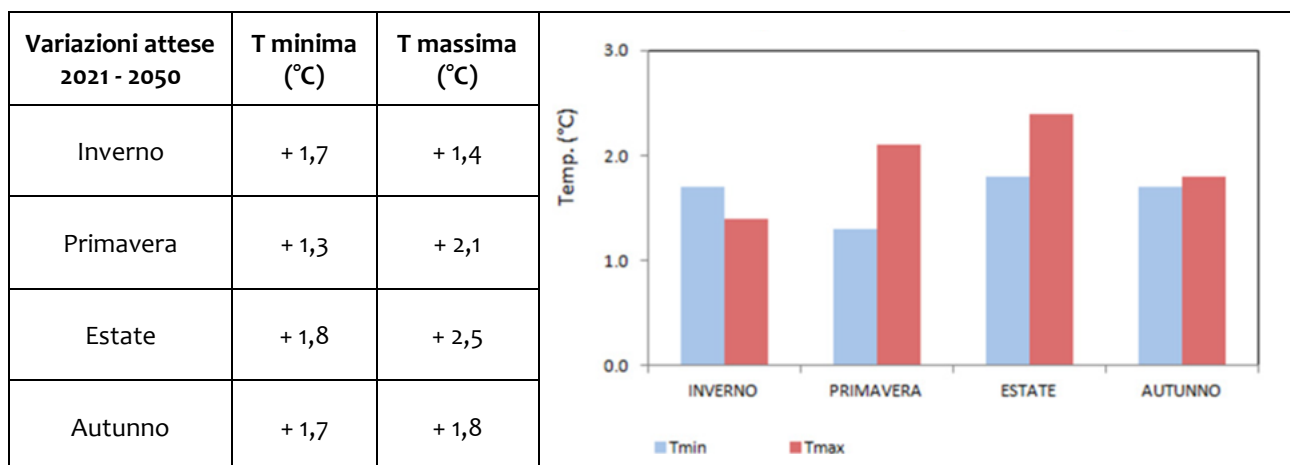 Variazioni attese
2021 - 2050
T minima
(°C)
T massima
(°C)
Inverno
+ 1,7
+ 1,4
Primavera
+ 1,3
+ 2,1
Estate
+ 1,8
+ 2,5
Autunno
+ 1,7
+ 1,8
Temp. (°C)
3.0
2.0
1.0
0.0
INVERNO
PRIMAVERA
ESTATE
AUTUNNO
Tmin
Tmax